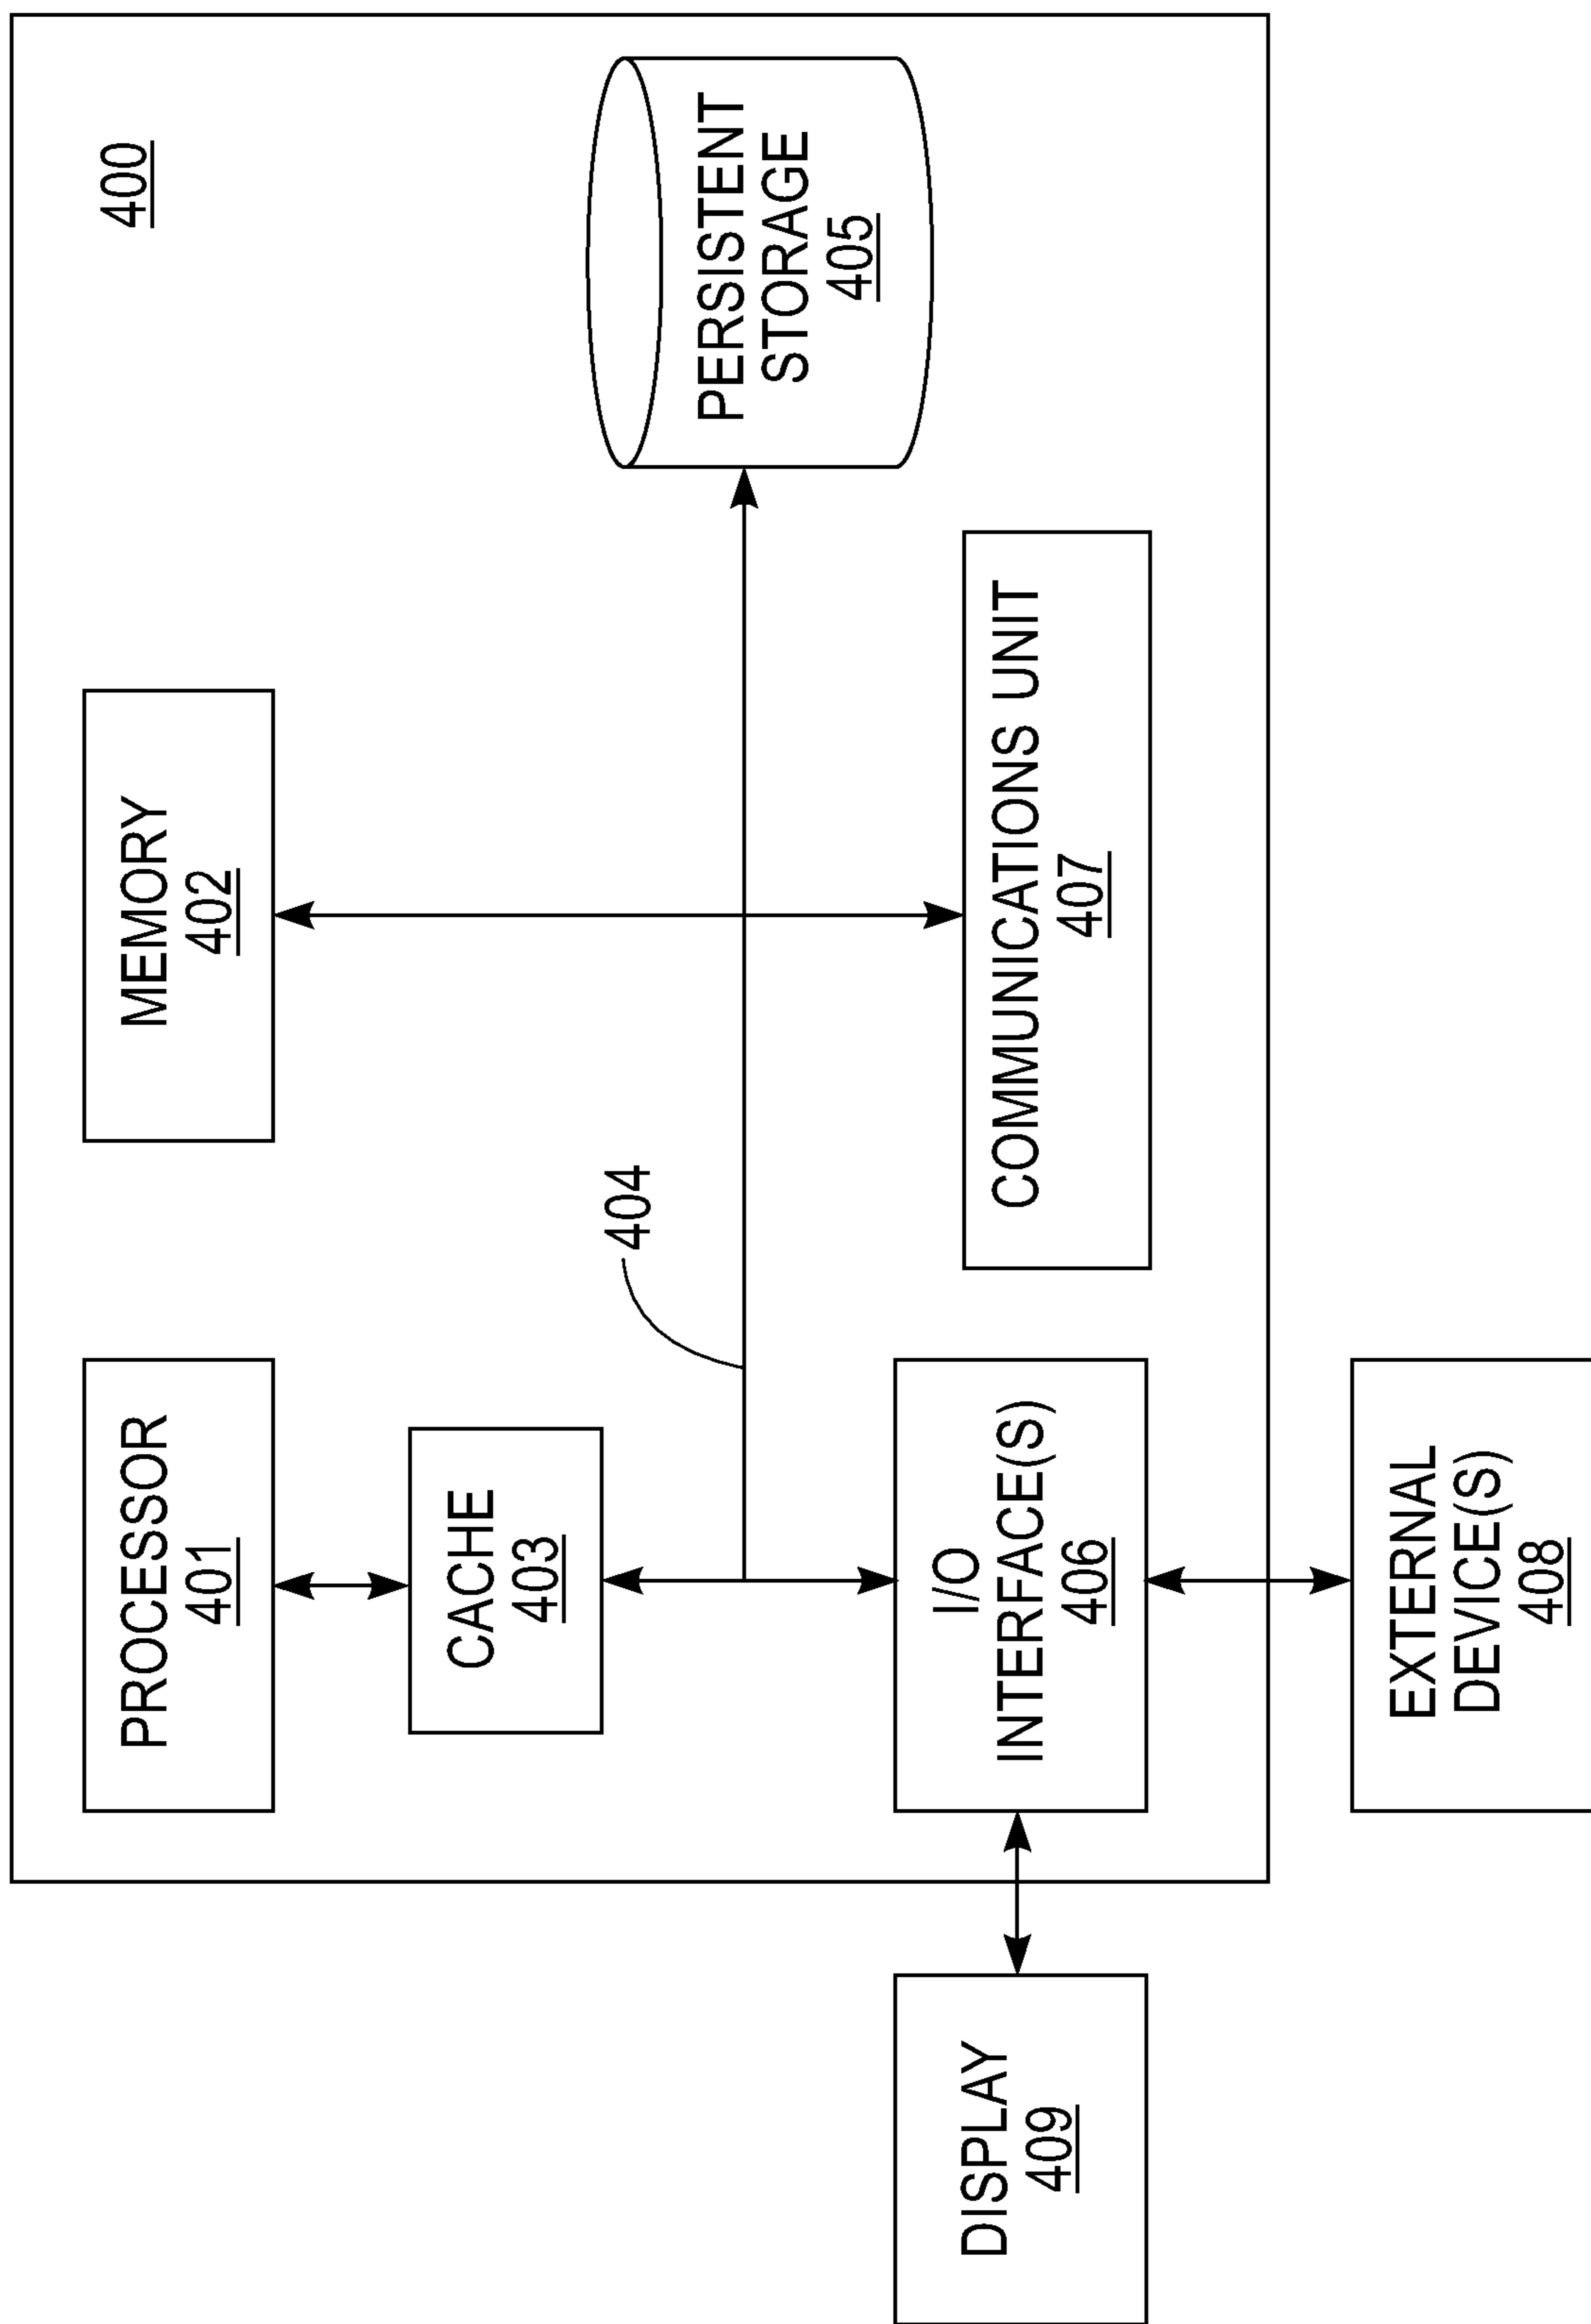 400
PROCESSOR
401
MEMORY
402
CACHE
403
404
PERSISTENT
STORAGE
405
I/O
INTERFACE(S)
406
COMMUNICATIONS UNIT
407
DISPLAY
409
EXTERNAL
DEVICE(S)
408